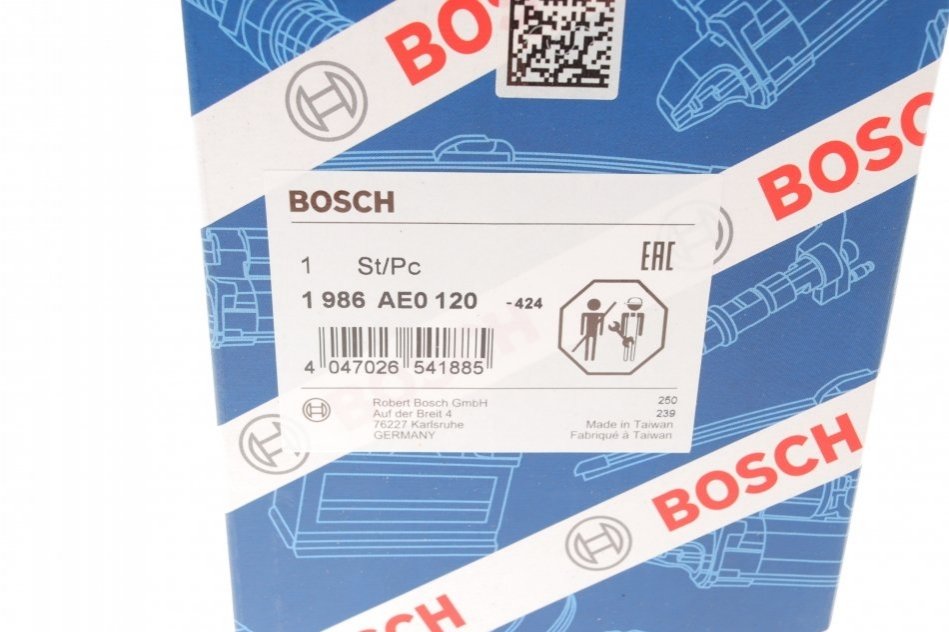 BOSCH
BOSCH
BOSCH
EAC
1 St/Pc
1 986 AE0 120 -424
4 047026 541885
Robert Bosch GmbH
Auf der Breit 4
76227 Karlsruhe
GERMANY
250
239
Made in Taiwan
Fabriqué à Taiwan
BOSCH
BOSCH